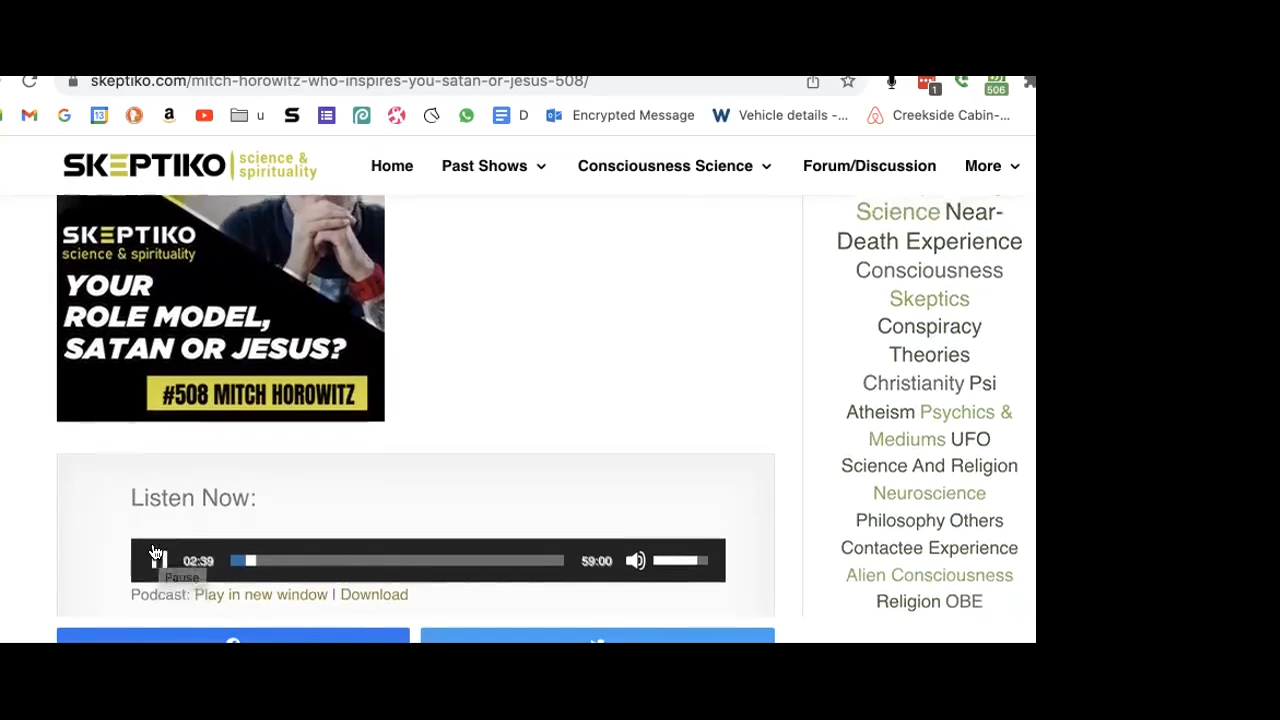 skeptiko.com/mitch-horowitz-who-inspires-you-satan-or-jesus-508/
1
506
13
u
D
Encrypted Message
Vehicle details -...
Creekside Cabin-...
SKEPTIKO
science &
spirituality
Home
Past Shows
Consciousness Science
Forum/Discussion
More
SKEPTIKO
science & spirituality
YOUR
ROLE MODEL,
SATAN OR JESUS?
#508 MITCH HOROWITZ
Listen Now:
02:39
59:00
Pause
Podcast: Play in new window | Download
Science Near-
Death Experience
Consciousness
Skeptics
Conspiracy
Theories
Christianity Psi
Atheism Psychics &
Mediums UFO
Science And Religion
Neuroscience
Philosophy Others
Contactee Experience
Alien Consciousness
Religion OBE